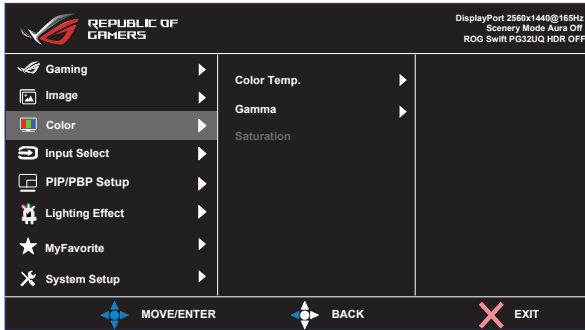 REPUBLIC OF
GAMERS
DisplayPort 2560x1440@165Hz
Scenery Mode Aura Off
ROG Swift PG32UQ HDR OFF
Gaming
Image
Color
Input Select
PIP/PBP Setup
Lighting Effect
MyFavorite
System Setup
Color Temp.
Gamma
Saturation
MOVE/ENTER
BACK
EXIT